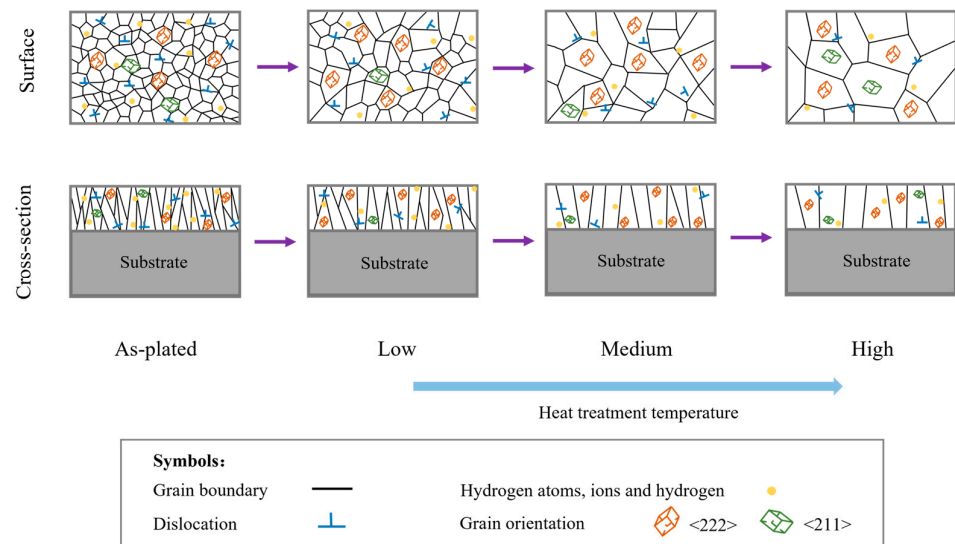 Surface
Cross-section
Substrate
Substrate
Substrate
Substrate
As-plated
Low
Medium
High
Heat treatment temperature
Symbols:
Grain boundary
Hydrogen atoms, ions and hydrogen
Dislocation
Grain orientation
<222>
<211>